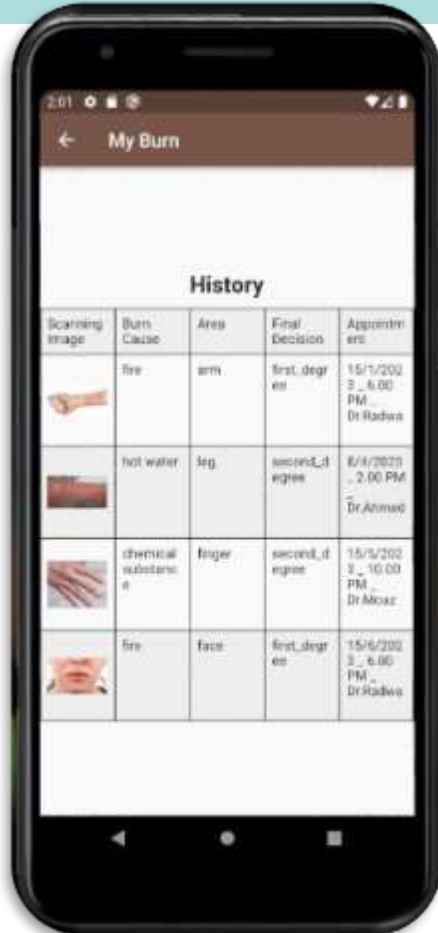 2:01
My Burn
History
Scanning
Image
Burn
Cause
Area
Final
Decision
Appointm
ent
fire
arm
first_degr
ee
15/1/202
3 _ 6:00
PM _
Dr.Radwa
hot water
leg
second_d
egree
8/4/2023
_ 2:00 PM
_
Dr.Ahmed
chemical
substanc
e
finger
second_d
egree
15/5/202
3 _ 10:00
PM _
Dr.Moaz
fire
face
first_degr
ee
15/6/202
3 _ 6:00
PM _
Dr.Radwa